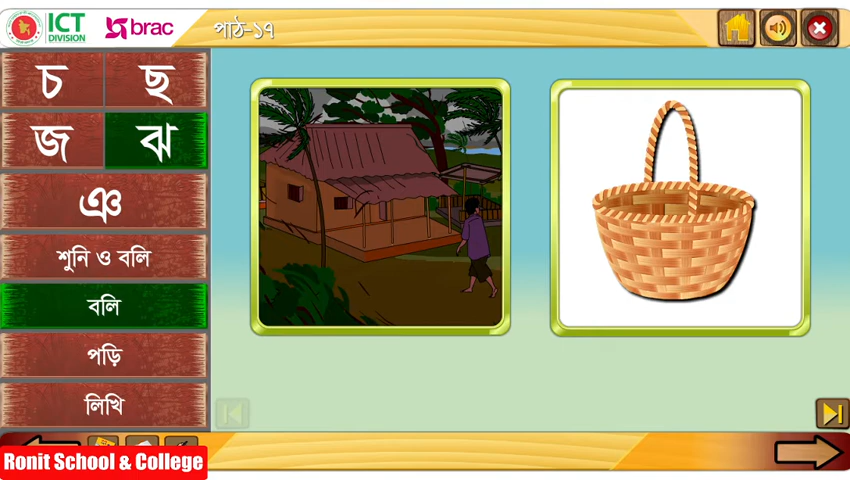 ICT
DIVISION
brac
পাঠ-১৭
চ ছ
জ ঝ
ঞ
শুনি ও বলি
বলি
পড়ি
লিখি
Ronit School & College